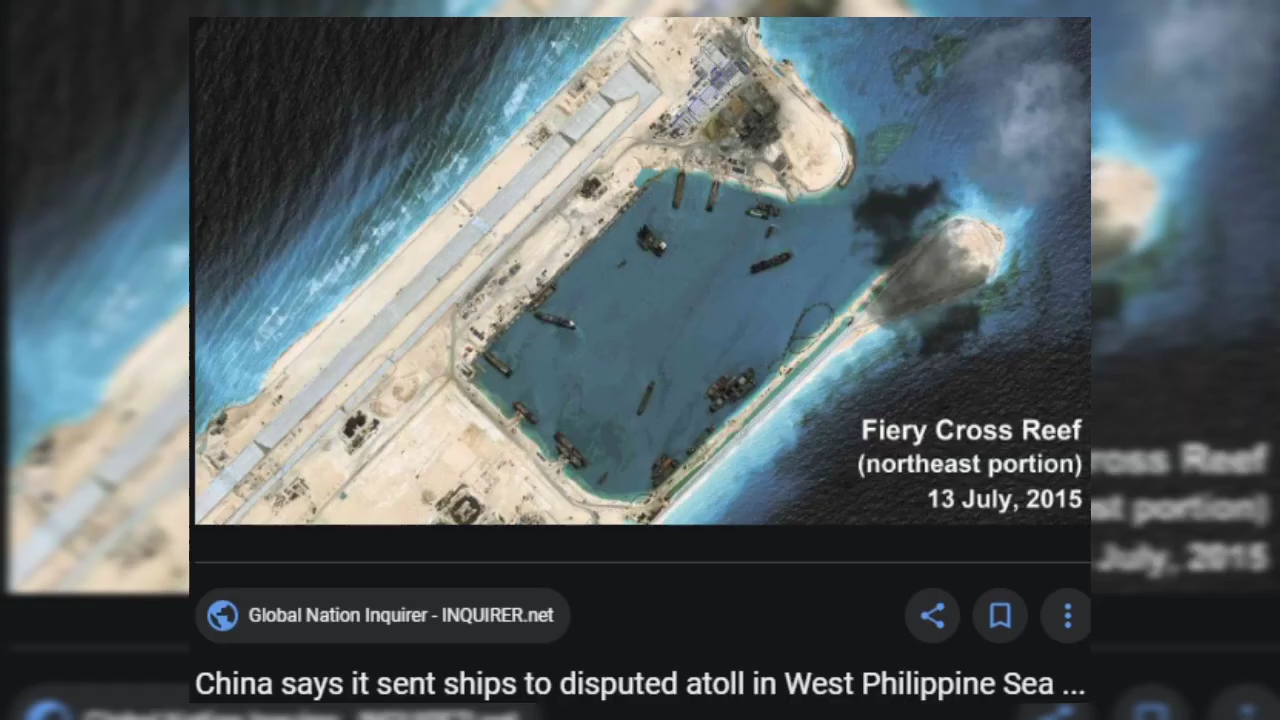 Fiery Cross Reef
(northeast portion)
13 July, 2015
Global Nation Inquirer - INQUIRER.net
China says it sent ships to disputed atoll in West Philippine Sea ...